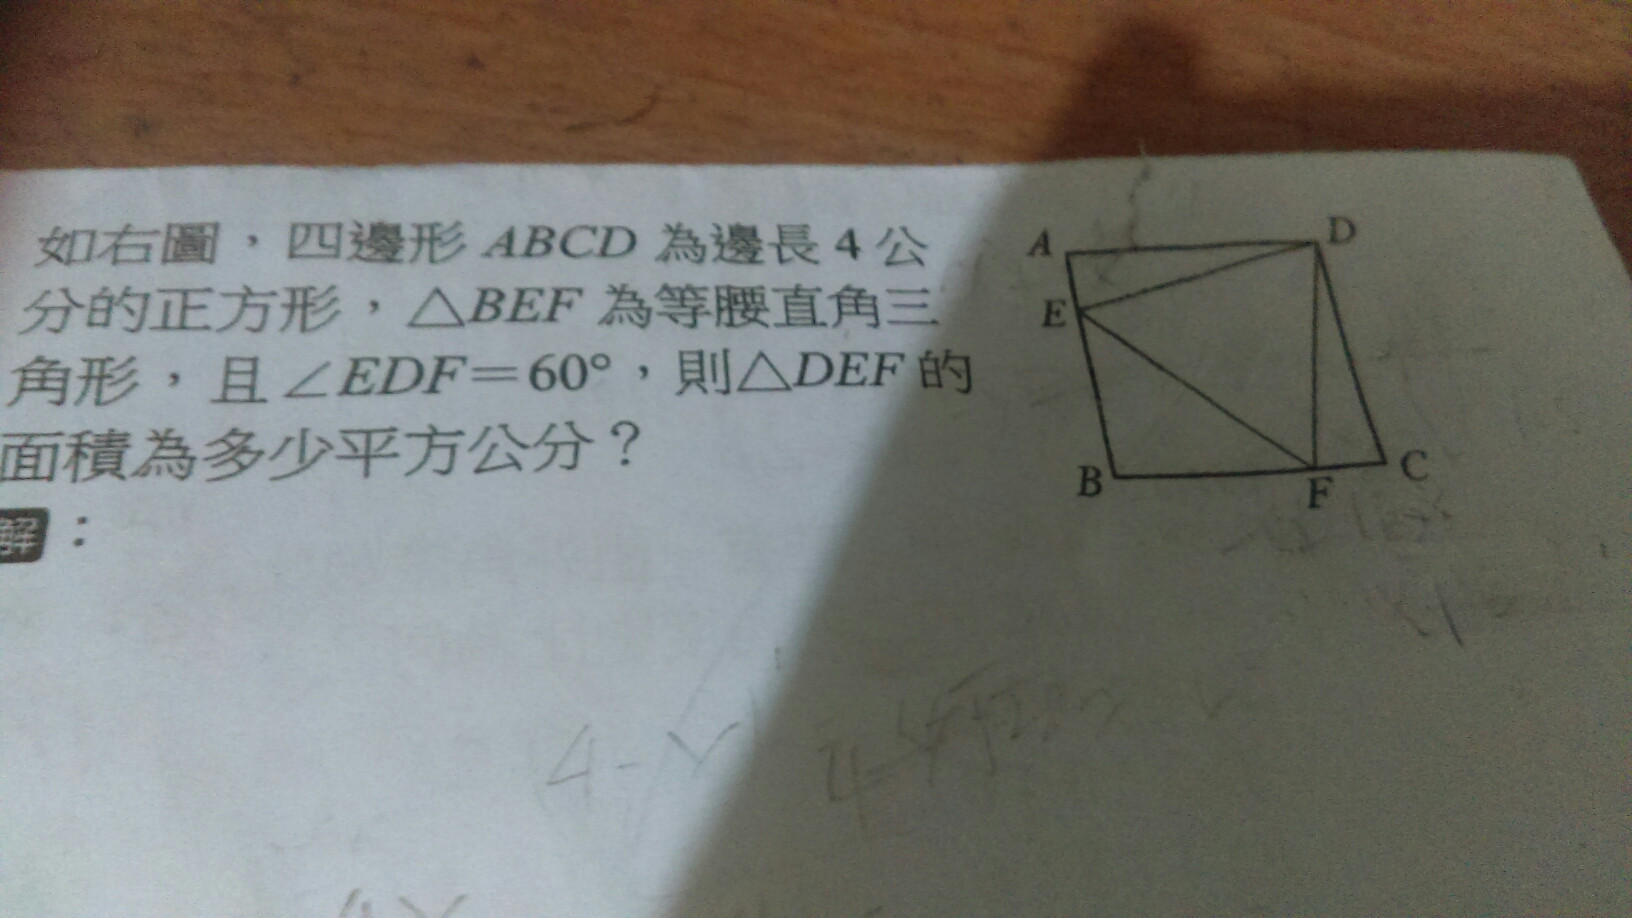 如右圖，四邊形 ABCD 為邊長 4 公
分的正方形，△BEF 為等腰直角三
角形，且∠EDF＝60°，則△DEF 的
面積為多少平方公分？
解：
A
D
E
B
F
C